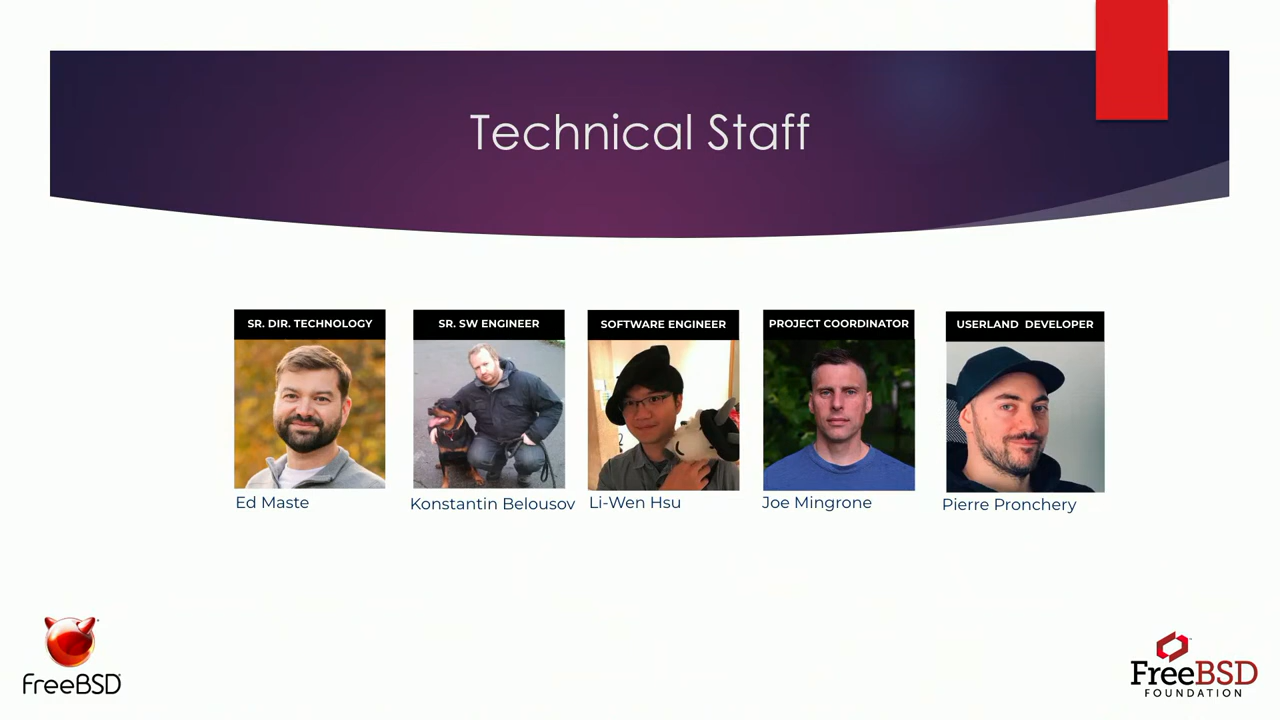 Technical Staff
SR. DIR. TECHNOLOGY
SR. SW ENGINEER
SOFTWARE ENGINEER
PROJECT COORDINATOR
USERLAND DEVELOPER
Ed Maste
Konstantin Belousov
Li-Wen Hsu
Joe Mingrone
Pierre Pronchery
FreeBSD
FreeBSD
FOUNDATION